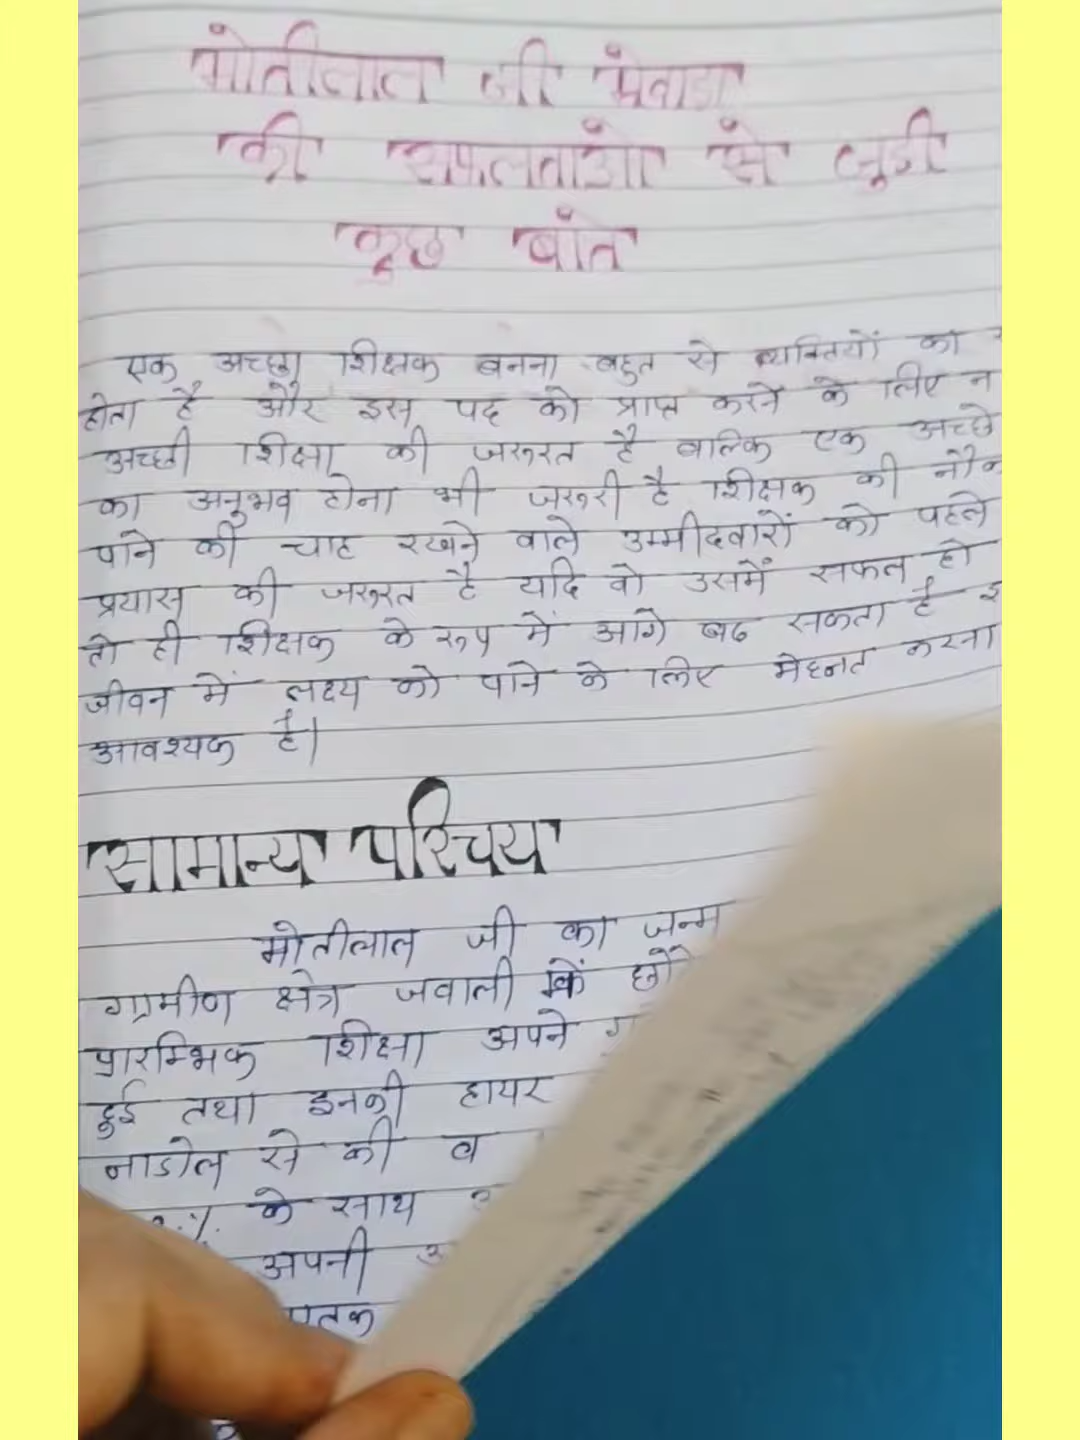 मोतीलाल जी मेवाडा
की सफलताओं से जुडी
कुछ बांते
एक अच्छा शिक्षक बनना बहुत से व्यक्तियों का
होता है और इस पद को प्राप्त करने के लिए न
अच्छी शिक्षा की जरुरत है बाल्कि एक अच्छे
का अनुभव होना भी जरुरी है शिक्षक की
पाने की चाह रखने वाले उम्मीदवारों को पहले
प्रयास की जरुरत है यदि वो उसमें सफल हो
तो ही शिक्षक के रूप में आगे बढ सकता है
जीवन में लक्ष्य को पाने के लिए मेहनत करना
आवश्यक है।
सामान्य परिचय
मोतीलाल जी का जन्म
ग्रामीण क्षेत्र जवाली में
प्रारम्भिक शिक्षा अपने
हुई तथा इनकी हायर
नाडोल से की व
% के साथ
अपनी